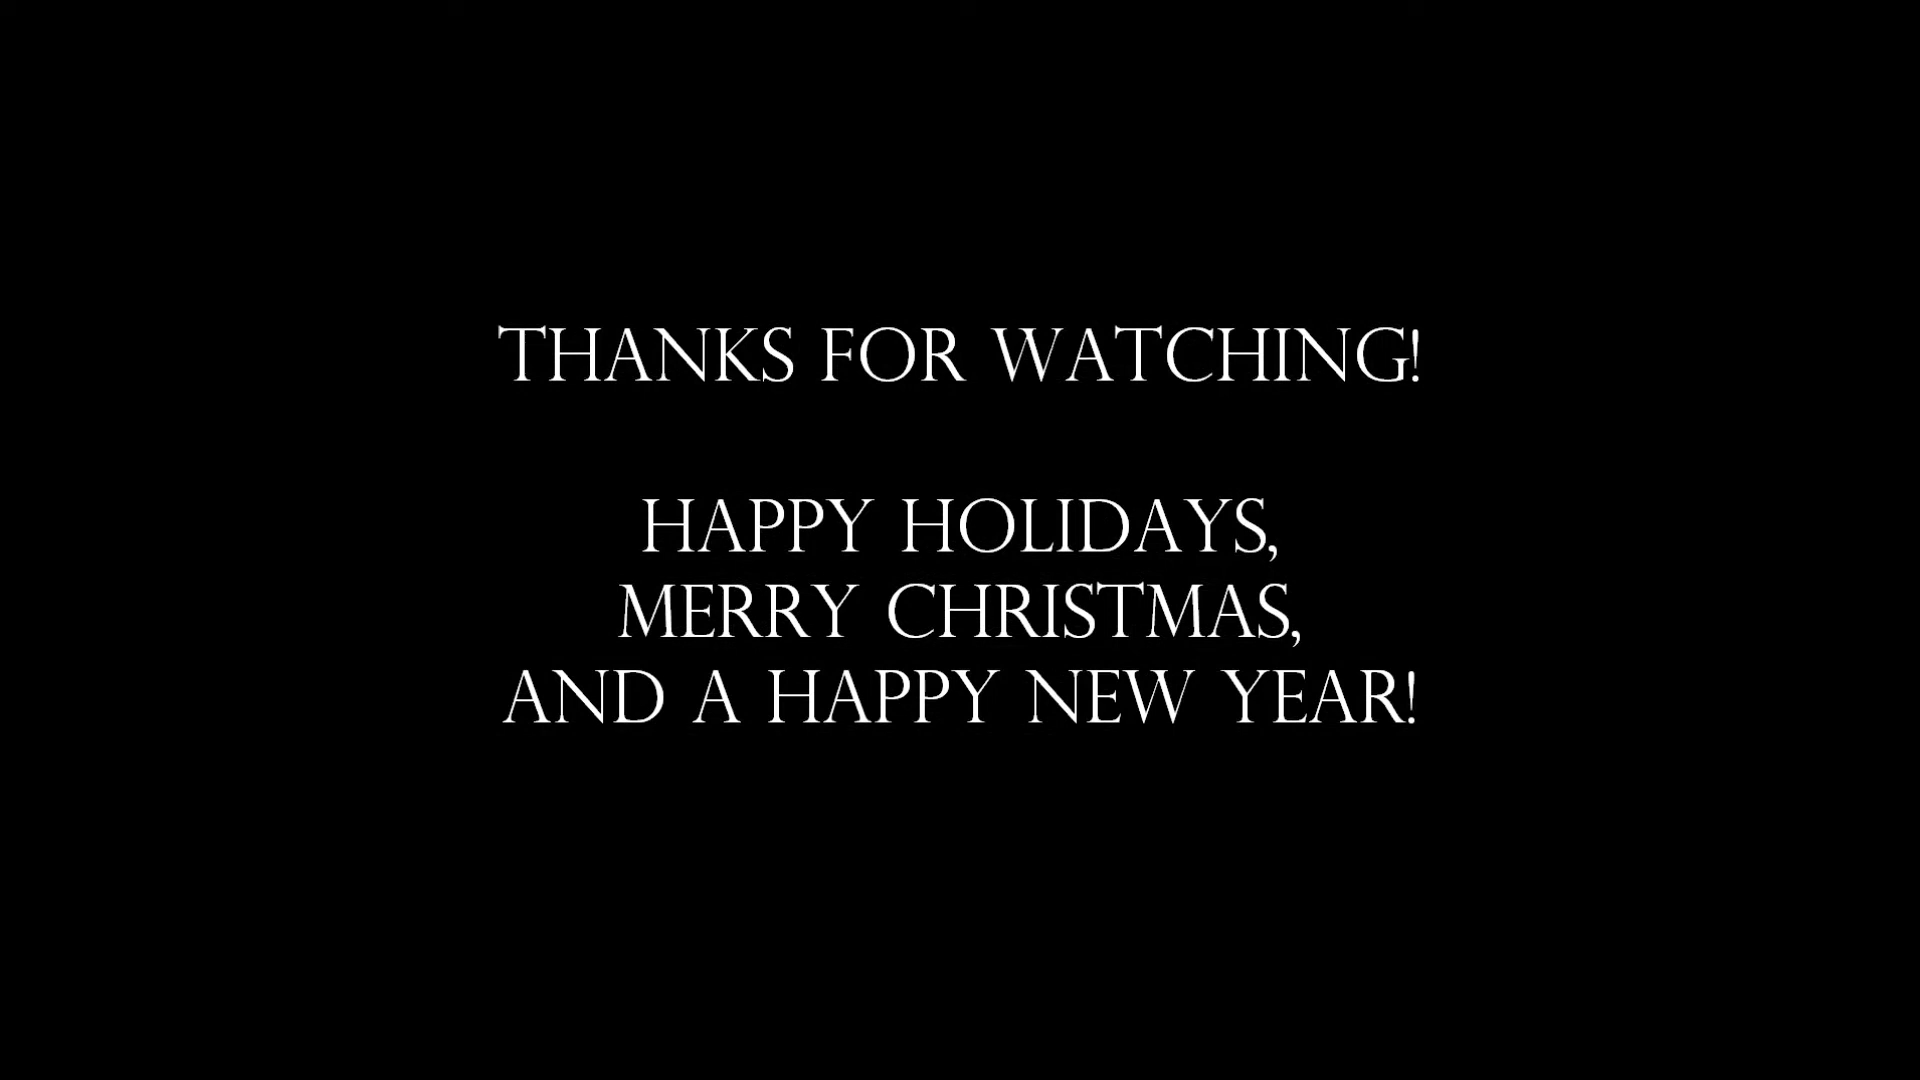 THANKS FOR WATCHING!
HAPPY HOLIDAYS,
MERRY CHRISTMAS,
AND A HAPPY NEW YEAR!